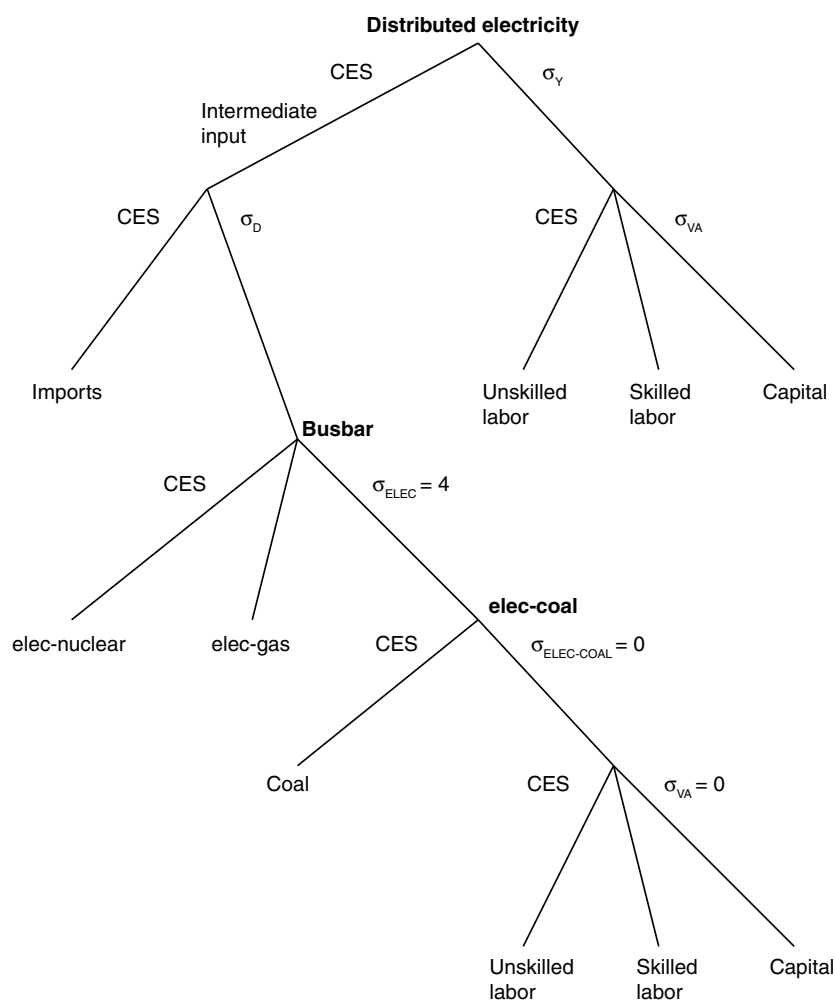 Distributed electricity
CES
σY
Intermediate
input
CES
σD
CES
σVA
Imports
Unskilled
labor
Skilled
labor
Capital
Busbar
CES
σELEC = 4
elec-coal
elec-nuclear
elec-gas
CES
σELEC-COAL = 0
Coal
CES
σVA = 0
Unskilled
labor
Skilled
labor
Capital